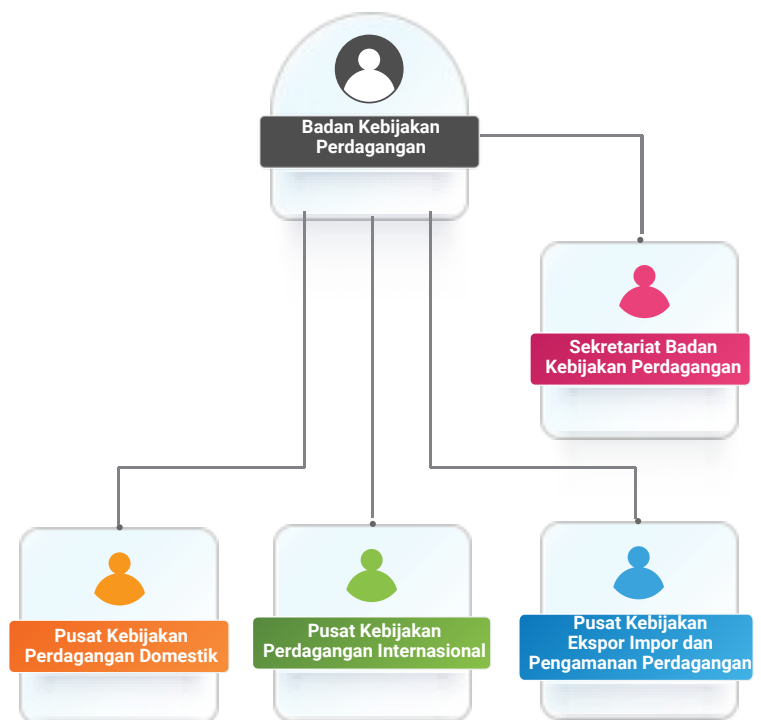 Badan Kebijakan
Perdagangan
Sekretariat Badan
Kebijakan Perdagangan
Pusat Kebijakan
Perdagangan Domestik
Pusat Kebijakan
Perdagangan Internasional
Pusat Kebijakan
Ekspor Impor dan
Pengamanan Perdagangan